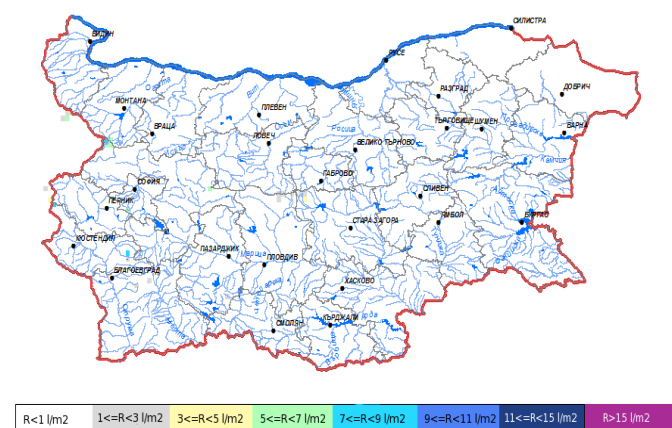 СИЛИСТРА
ВИДИН
РУСЕ
ДОБРИЧ
РАЗГРАД
МОНТАНА
ПЛЕВЕН
ТЪРГОВИЩЕ ШУМЕН
ВАРНА
ВРАЦА
Росица
ЛОВЕЧ
ВЕЛИКО ТЪРНОВО
ГАБРОВО
СОФИЯ
СЛИВЕН
ПЕРНИК
СТАРА ЗАГОРА
ЯМБОЛ
БУРГАС
КЮСТЕНДИЛ
ПАЗАРДЖИК
Марица
ПЛОВДИВ
БЛАГОЕВГРАД
ХАСКОВО
СМОЛЯН
КЪРДЖАЛИ
R<1 l/m2
1<=R<3 l/m2
3<=R<5 l/m2
5<=R<7 l/m2
7<=R<9 l/m2
9<=R<11 l/m2
11<=R<15 l/m2
R>15 l/m2